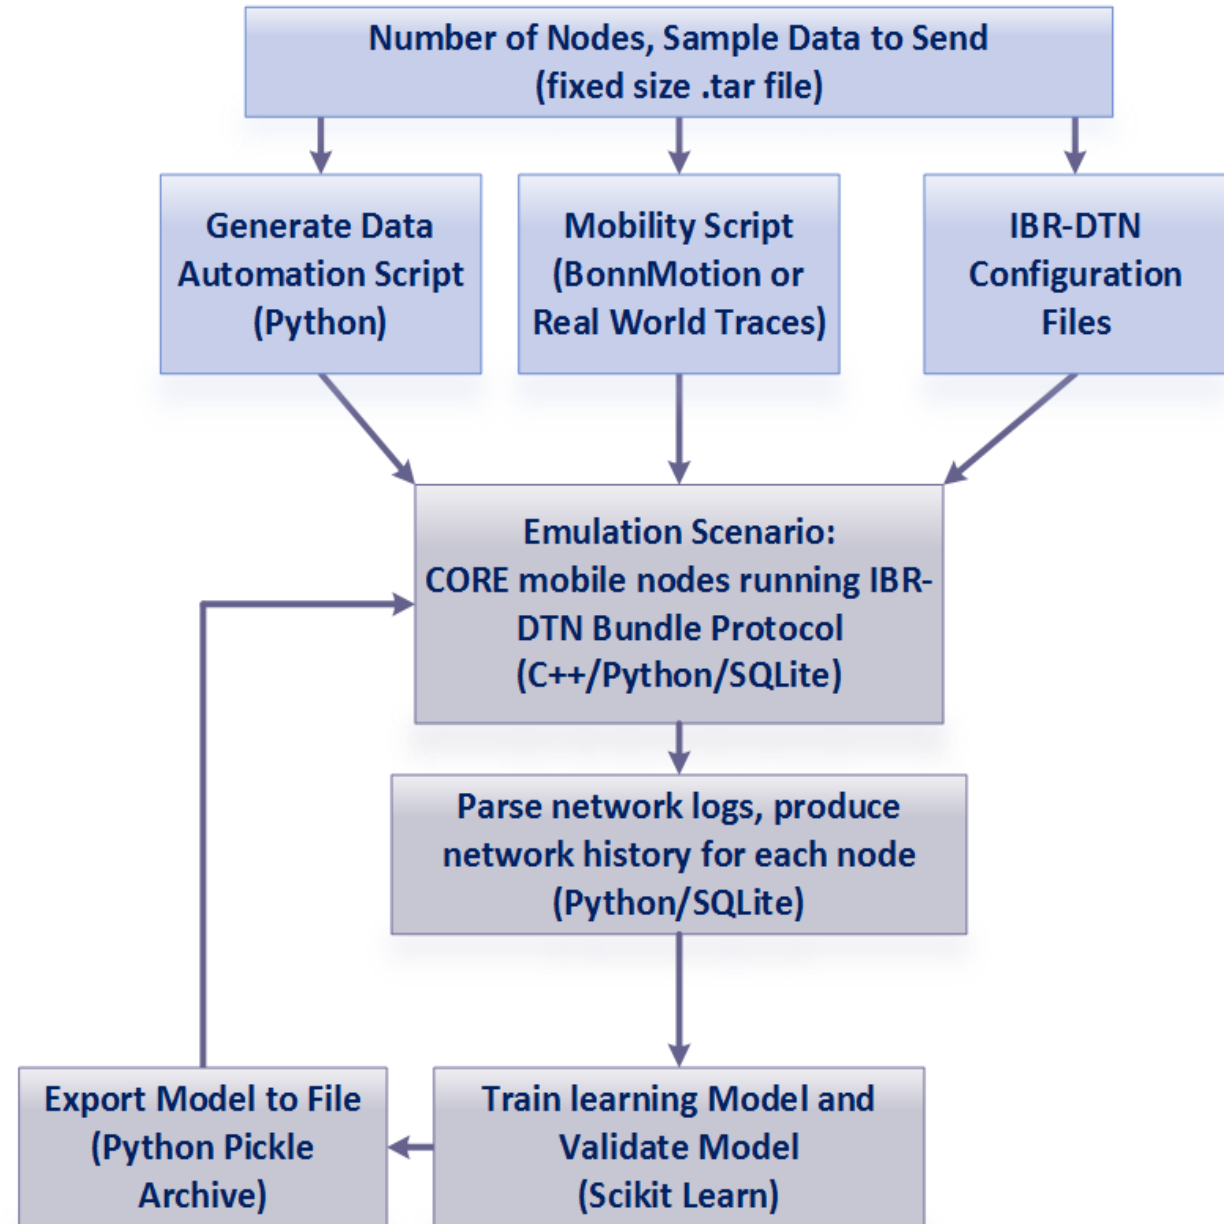 Number of Nodes, Sample Data to Send
(fixed size .tar file)
Generate Data
Automation Script
(Python)
Mobility Script
(BonnMotion or
Real World Traces)
IBR-DTN
Configuration
Files
Emulation Scenario:
CORE mobile nodes running IBR-
DTN Bundle Protocol
(C++/Python/SQLite)
Parse network logs, produce
network history for each node
(Python/SQLite)
Export Model to File
(Python Pickle
Archive)
Train learning Model and
Validate Model
(Scikit Learn)